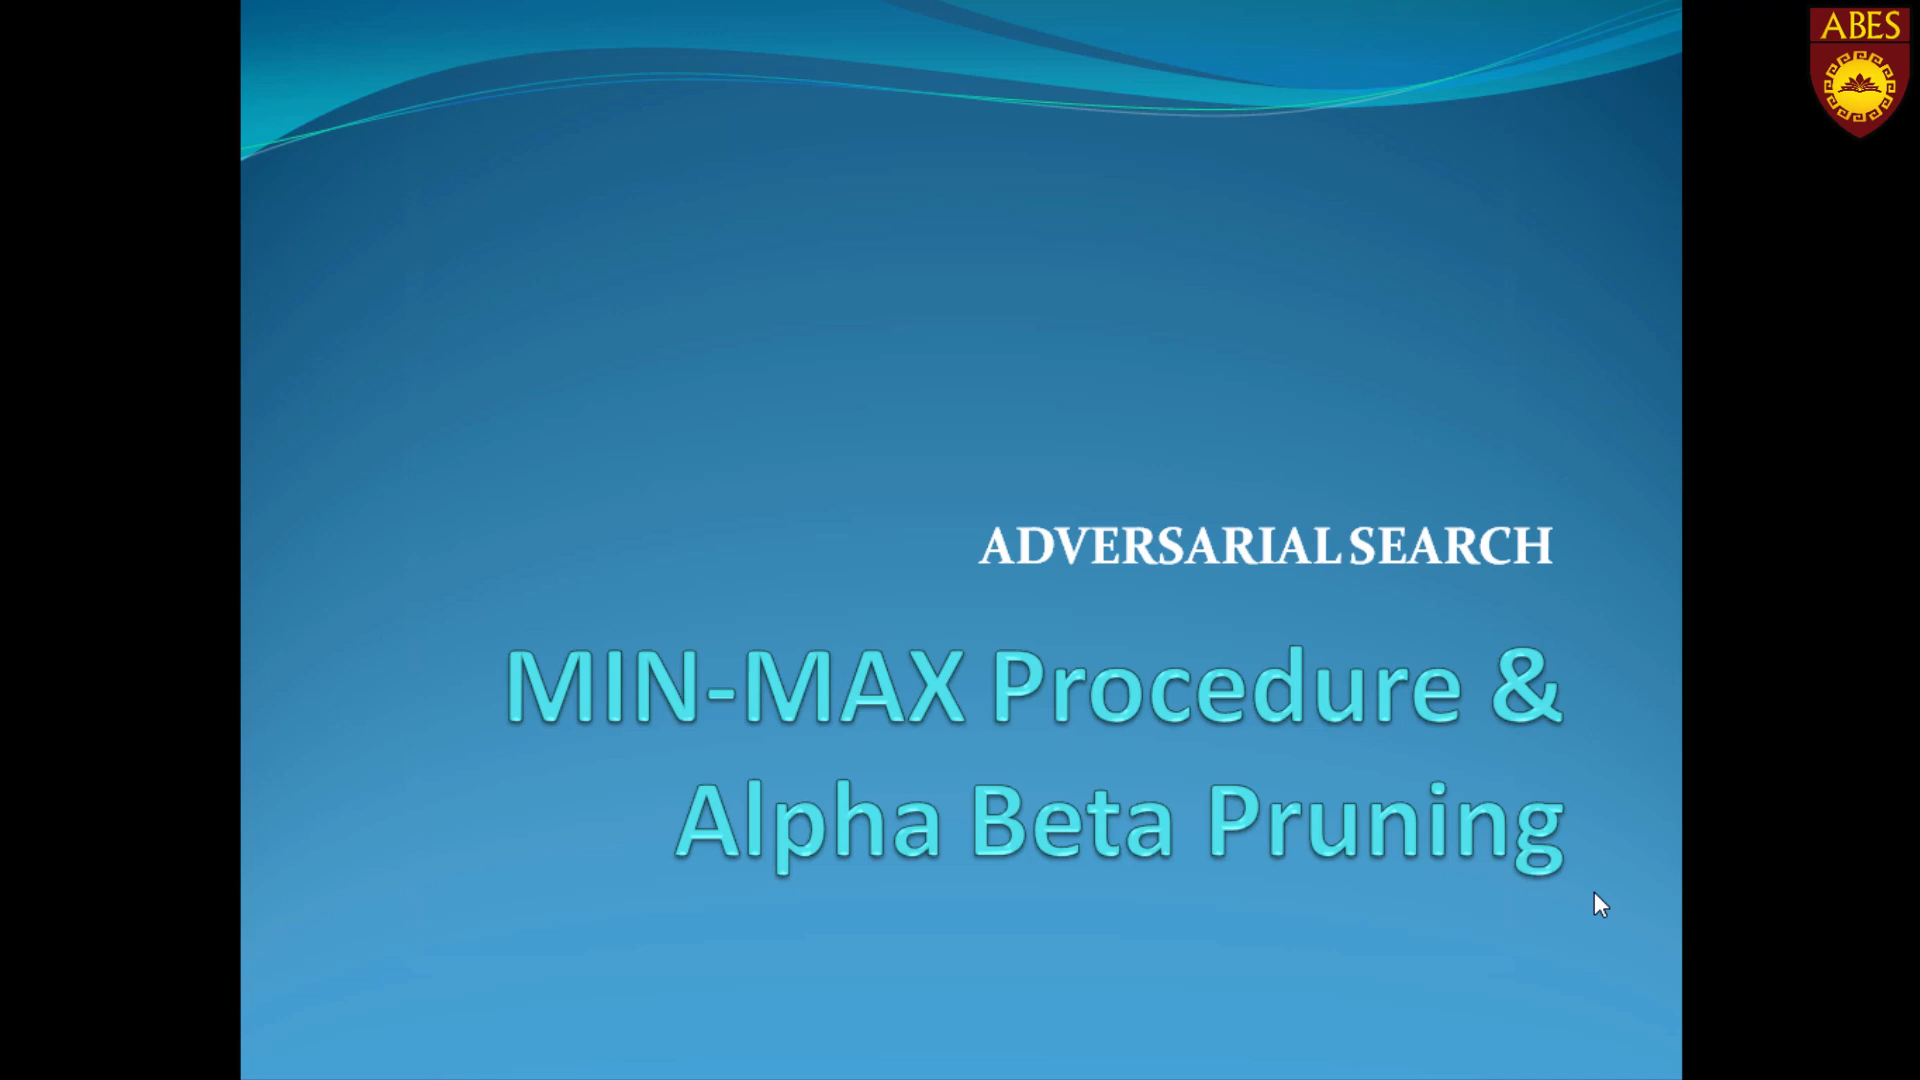 ABES
ADVERSARIAL SEARCH
MIN-MAX Procedure &
Alpha Beta Pruning